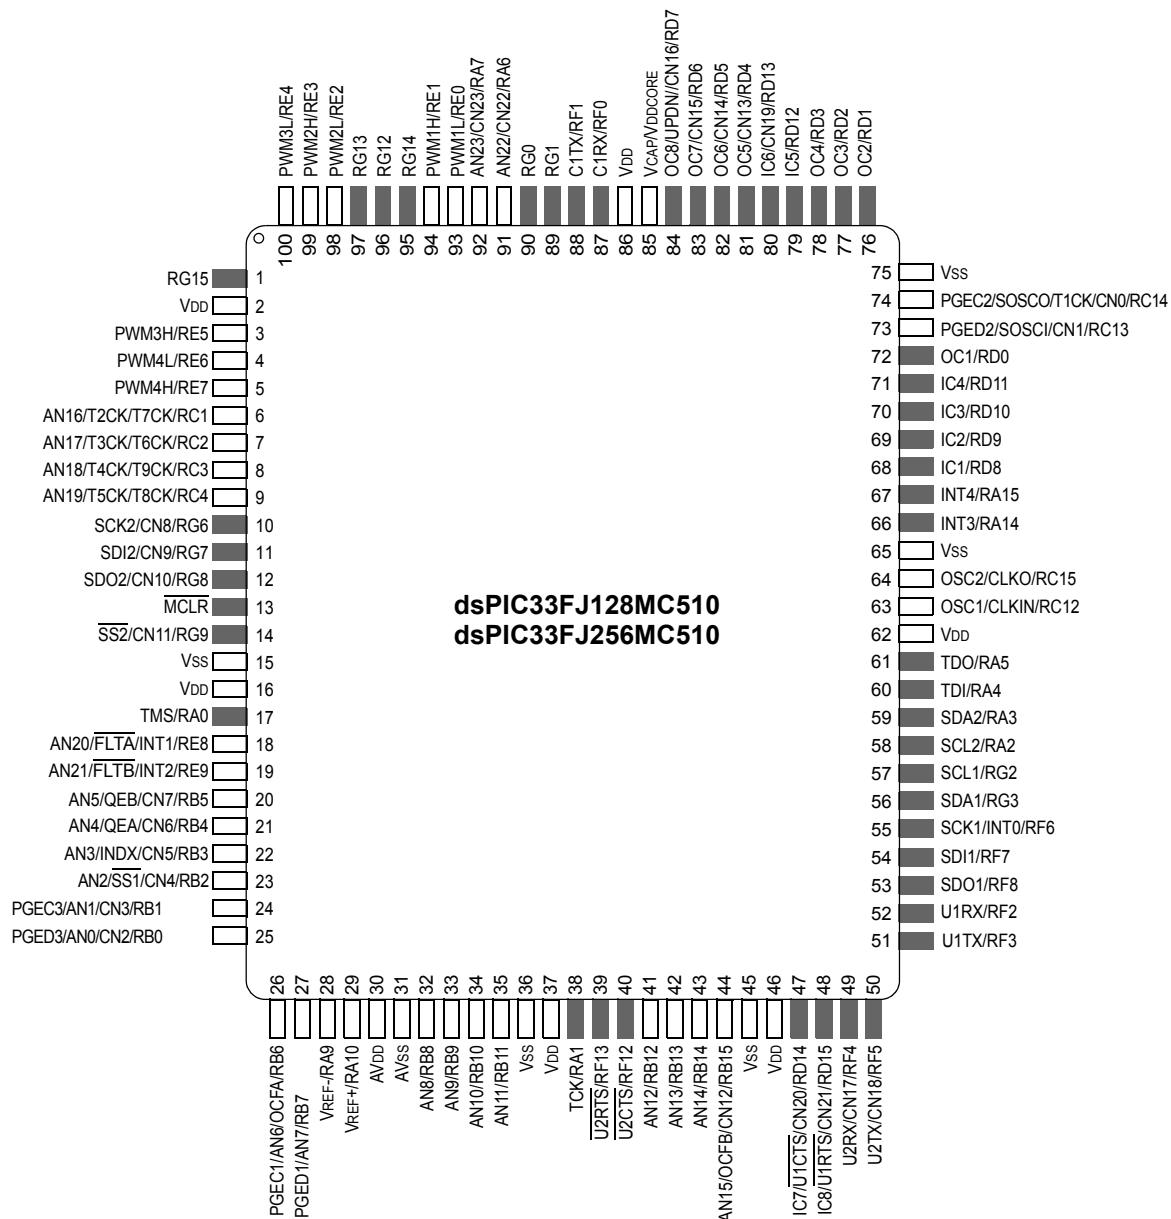 PWM3L/RE4
PWM2H/RE3
PWM2L/RE2
RG13
RG12
RG14
PWM1H/RE1
PWM1L/RE0
AN23/CN23/RA7
AN22/CN22/RA6
RG0
RG1
C1TX/RF1
C1RX/RF0
VDD
VCAP/VDDCORE
OC8/UPDN//CN16/RD7
OC7/CN15/RD6
OC6/CN14/RD5
OC5/CN13/RD4
IC6/CN19/RD13
IC5/RD12
OC4/RD3
OC3/RD2
OC2/RD1
100
99
98
97
96
95
94
93
92
91
90
89
88
87
86
85
84
83
82
81
80
79
78
77
76
RG15 1
VDD 2
PWM3H/RE5 3
PWM4L/RE6 4
PWM4H/RE7 5
AN16/T2CK/T7CK/RC1 6
AN17/T3CK/T6CK/RC2 7
AN18/T4CK/T9CK/RC3 8
AN19/T5CK/T8CK/RC4 9
SCK2/CN8/RG6 10
SDI2/CN9/RG7 11
SDO2/CN10/RG8 12
MCLR 13
SS2/CN11/RG9 14
VSS 15
VDD 16
TMS/RA0 17
AN20/FLTA/INT1/RE8 18
AN21/FLTB/INT2/RE9 19
AN5/QEB/CN7/RB5 20
AN4/QEA/CN6/RB4 21
AN3/INDX/CN5/RB3 22
AN2/SS1/CN4/RB2 23
PGEC3/AN1/CN3/RB1 24
PGED3/AN0/CN2/RB0 25
dsPIC33FJ128MC510
dsPIC33FJ256MC510
75 VSS
74 PGEC2/SOSCO/T1CK/CN0/RC14
73 PGED2/SOSCI/CN1/RC13
72 OC1/RD0
71 IC4/RD11
70 IC3/RD10
69 IC2/RD9
68 IC1/RD8
67 INT4/RA15
66 INT3/RA14
65 VSS
64 OSC2/CLKO/RC15
63 OSC1/CLKIN/RC12
62 VDD
61 TDO/RA5
60 TDI/RA4
59 SDA2/RA3
58 SCL2/RA2
57 SCL1/RG2
56 SDA1/RG3
55 SCK1/INT0/RF6
54 SDI1/RF7
53 SDO1/RF8
52 U1RX/RF2
51 U1TX/RF3
26
27
28
29
30
31
32
33
34
35
36
37
38
39
40
41
42
43
44
45
46
47
48
49
50
PGEC1/AN6/OCFA/RB6
PGED1/AN7/RB7
VREF-/RA9
VREF+/RA10
AVDD
AVSS
AN8/RB8
AN9/RB9
AN10/RB10
AN11/RB11
VSS
VDD
TCK/RA1
U2RTS/RF13
U2CTS/RF12
AN12/RB12
AN13/RB13
AN14/RB14
AN15/OCFB/CN12/RB15
VSS
VDD
IC7/U1CTS/CN20/RD14
IC8/U1RTS/CN21/RD15
U2RX/CN17/RF4
U2TX/CN18/RF5